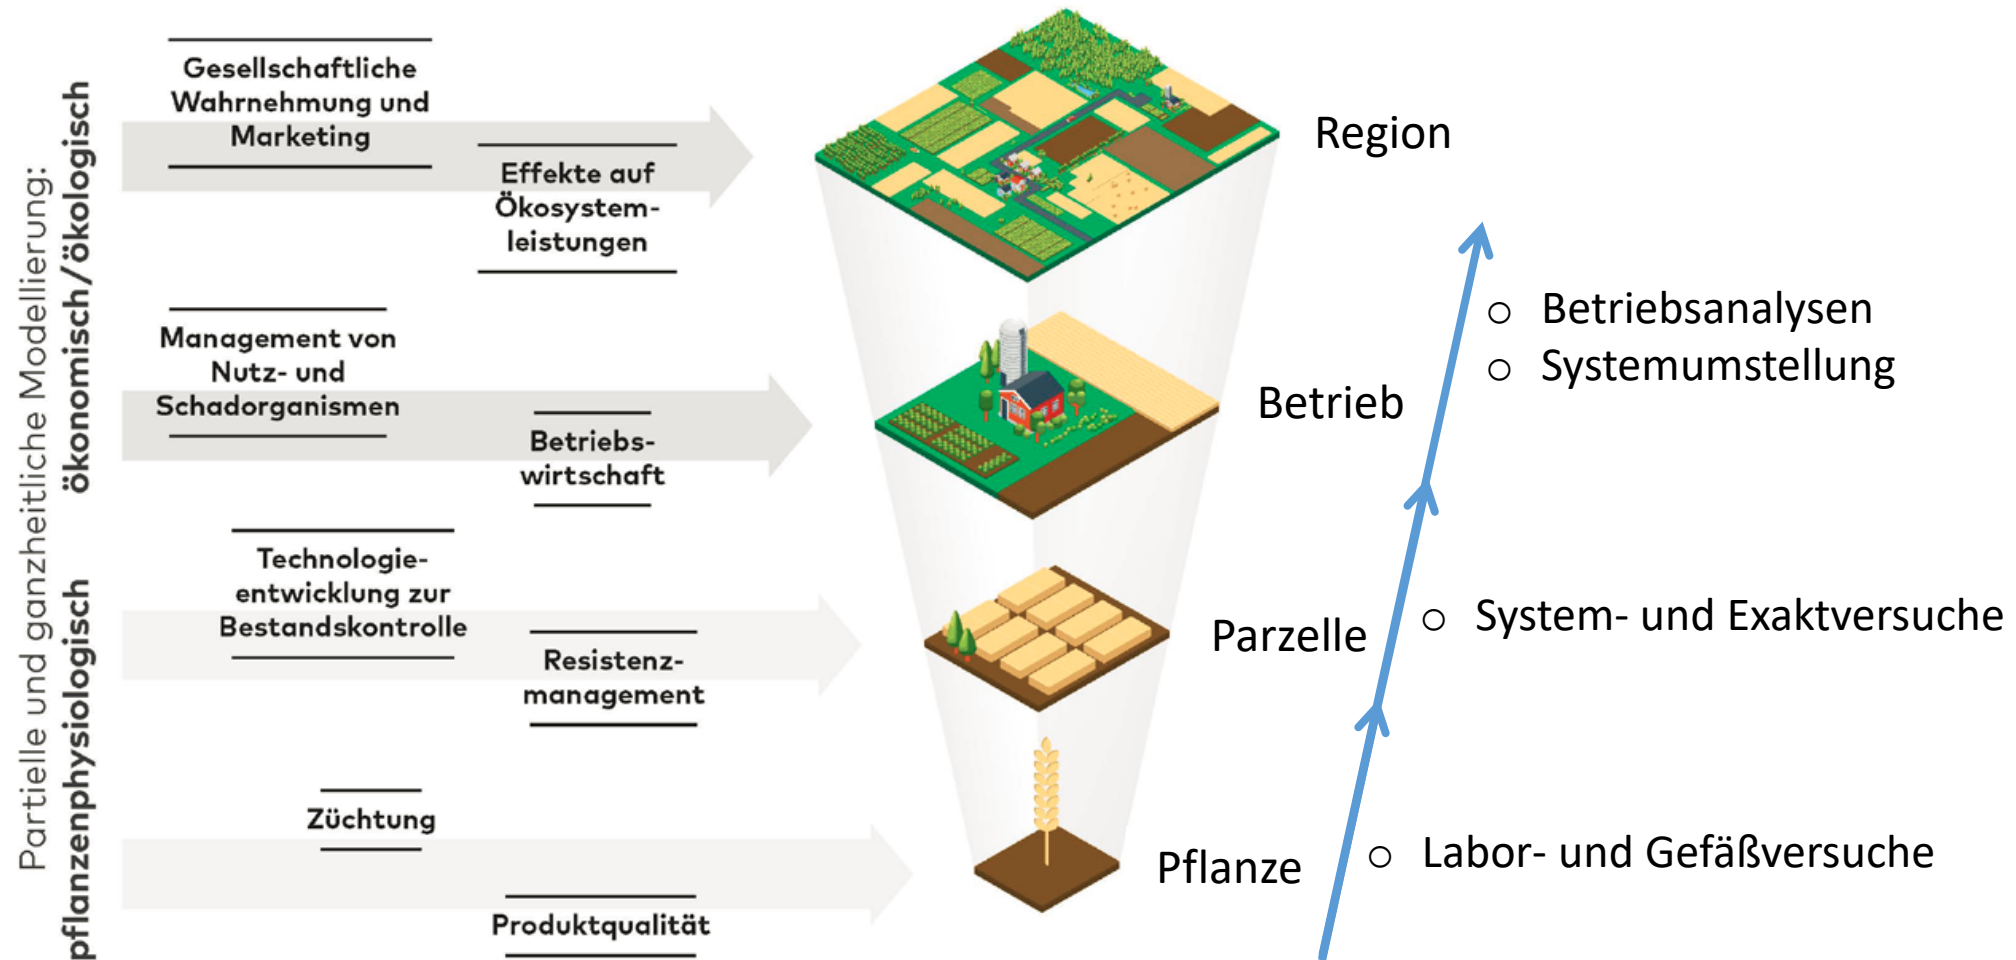 Partielle und ganzheitliche Modellierung:
ökonomisch/ökologisch
pflanzenphysiologisch
Gesellschaftliche
Wahrnehmung und
Marketing
Effekte auf
Ökosystem-
leistungen
Region
Management von
Nutz- und
Schadorganismen
Betriebs-
wirtschaft
Betrieb
o Betriebsanalysen
o Systemumstellung
Technologie-
entwicklung zur
Bestandskontrolle
Resistenz-
management
Parzelle
o System- und Exaktversuche
Züchtung
Produktqualität
Pflanze
o Labor- und Gefäßversuche